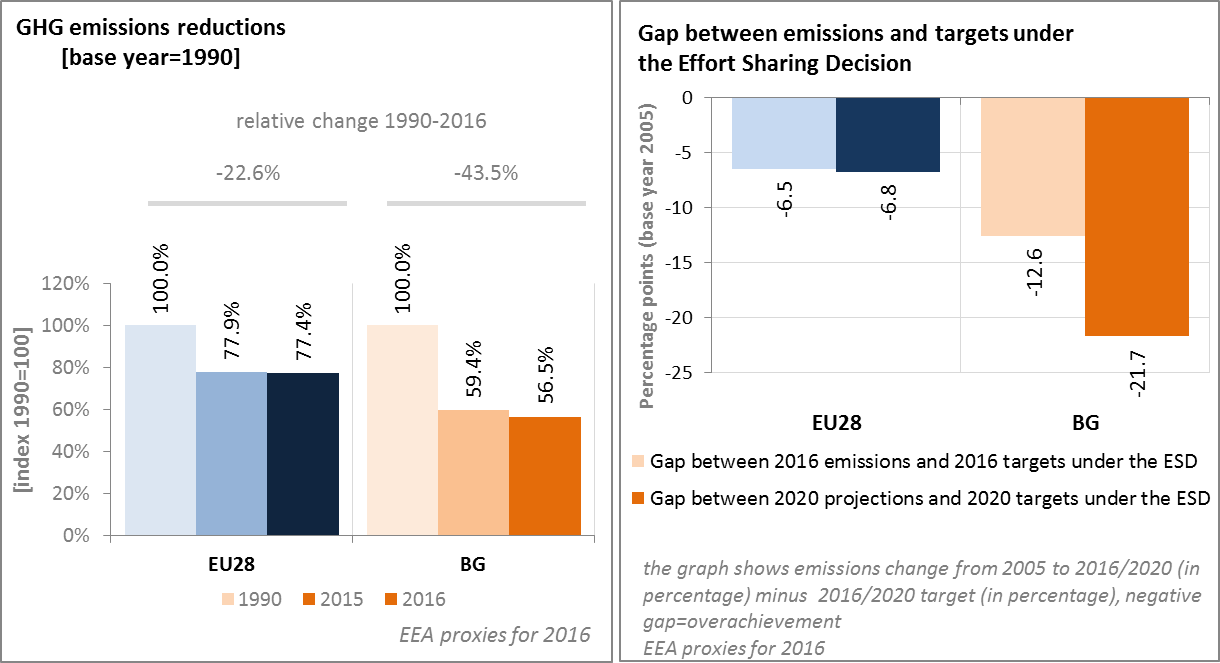 GHG emissions reductions
[base year=1990]
relative change 1990-2016
-22.6%
-43.5%
[index 1990=100]
120%
100%
80%
60%
40%
20%
0%
100.0%
77.9%
77.4%
100.0%
59.4%
56.5%
EU28
BG
1990
2015
2016
EEA proxies for 2016
Gap between emissions and targets under
the Effort Sharing Decision
Percentage points (base year 2005)
0
-5
-10
-15
-20
-25
-6.5
-6.8
-12.6
-21.7
EU28
BG
Gap between 2016 emissions and 2016 targets under the ESD
Gap between 2020 projections and 2020 targets under the ESD
the graph shows emissions change from 2005 to 2016/2020 (in
percentage) minus 2016/2020 target (in percentage), negative
gap=overachievement
EEA proxies for 2016